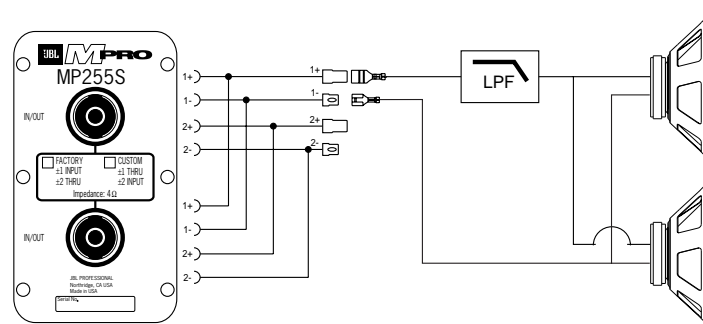 JBL MPRO
MP255S
IN/OUT
FACTORY
±1 INPUT
±2 THRU
CUSTOM
±1 THRU
±2 INPUT
Impedance: 4Ω
IN/OUT
JBL PROFESSIONAL
Northridge, CA USA
Made in USA
Serial No.
1+
1-
2+
2-
1+
1-
2+
2-
1+
1-
2+
2-
LPF